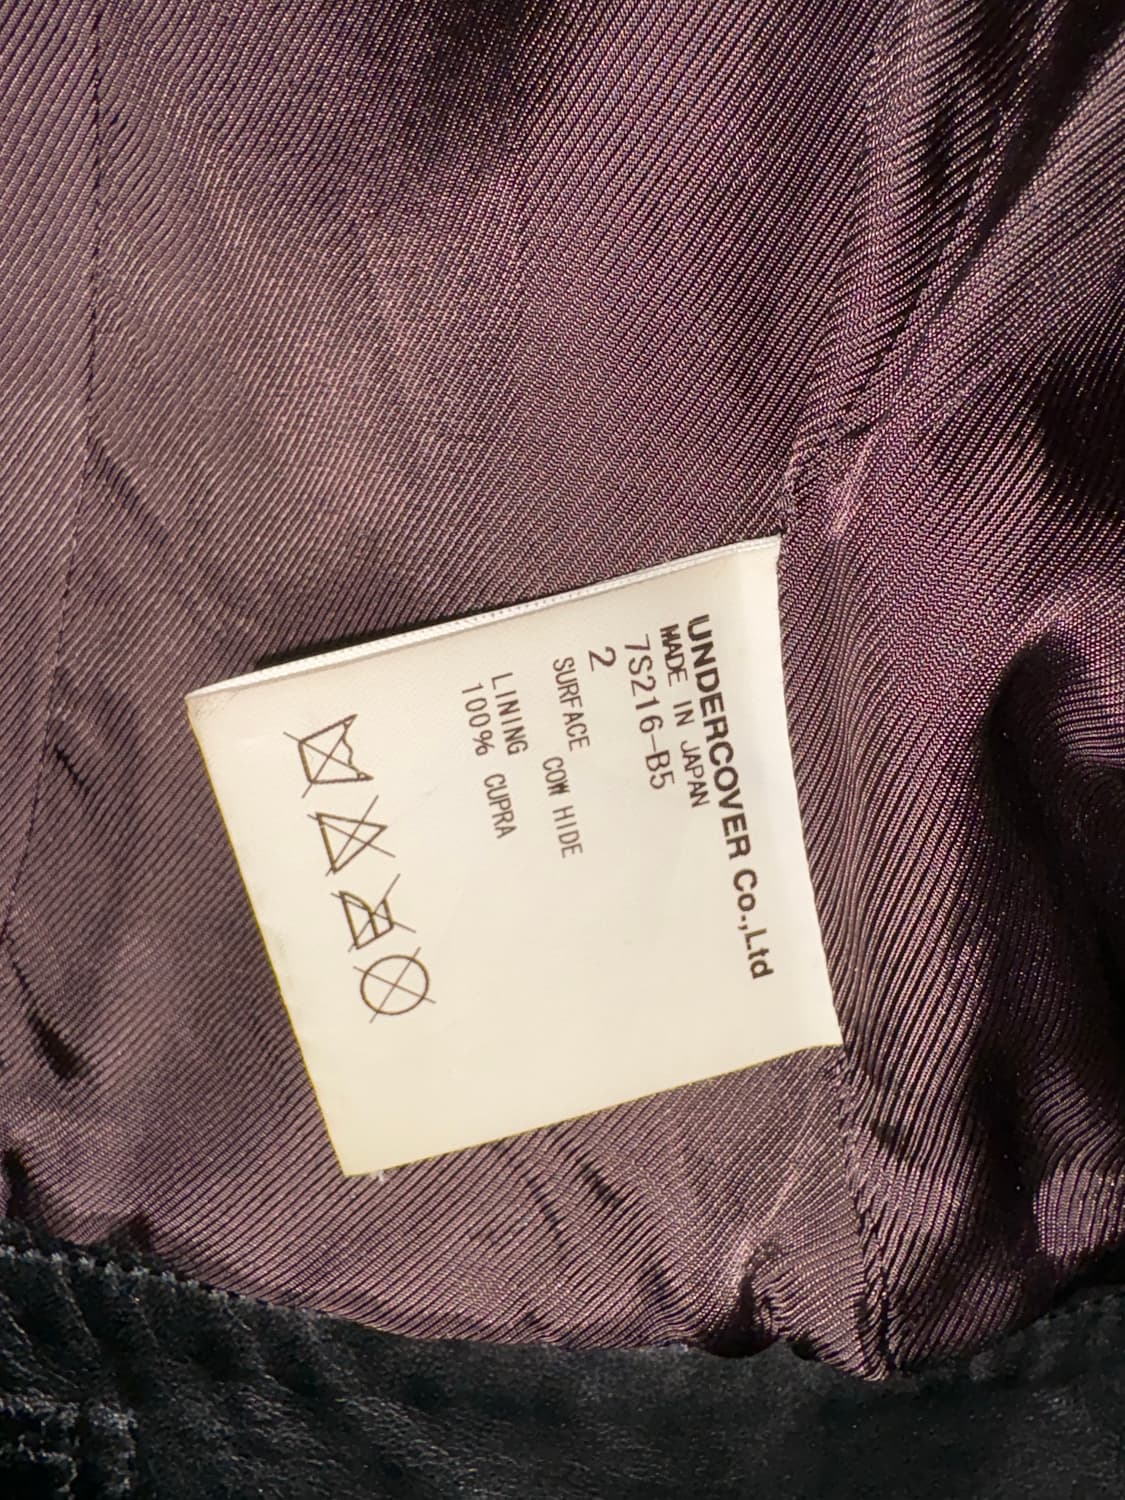 UNDERCOVER Co.,Ltd
MADE IN JAPAN
7S216-B5
2
SURFACE COW HIDE
LINING
100% CUPRA